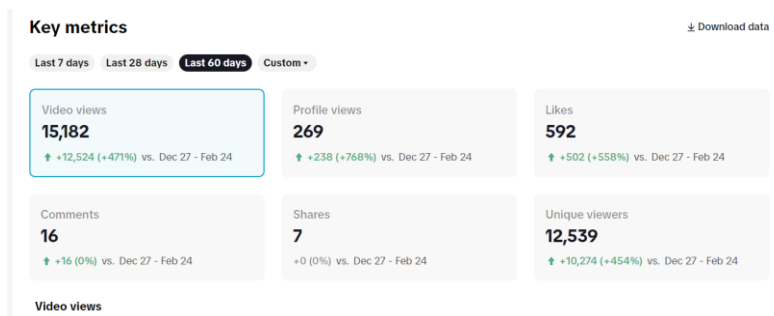 Key metrics
Download data
Last 7 days Last 28 days Last 60 days Custom
Video views Profile views Likes
15,182 269 592
+12,524 (+471%) vs. Dec 27 - Feb 24 +238 (+768%) vs. Dec 27 - Feb 24 +502 (+558%) vs. Dec 27 - Feb 24
Comments Shares Unique viewers
16 7 12,539
+16 (0%) vs. Dec 27 - Feb 24 +0 (0%) vs. Dec 27 - Feb 24 +10,274 (+454%) vs. Dec 27 - Feb 24
Video views